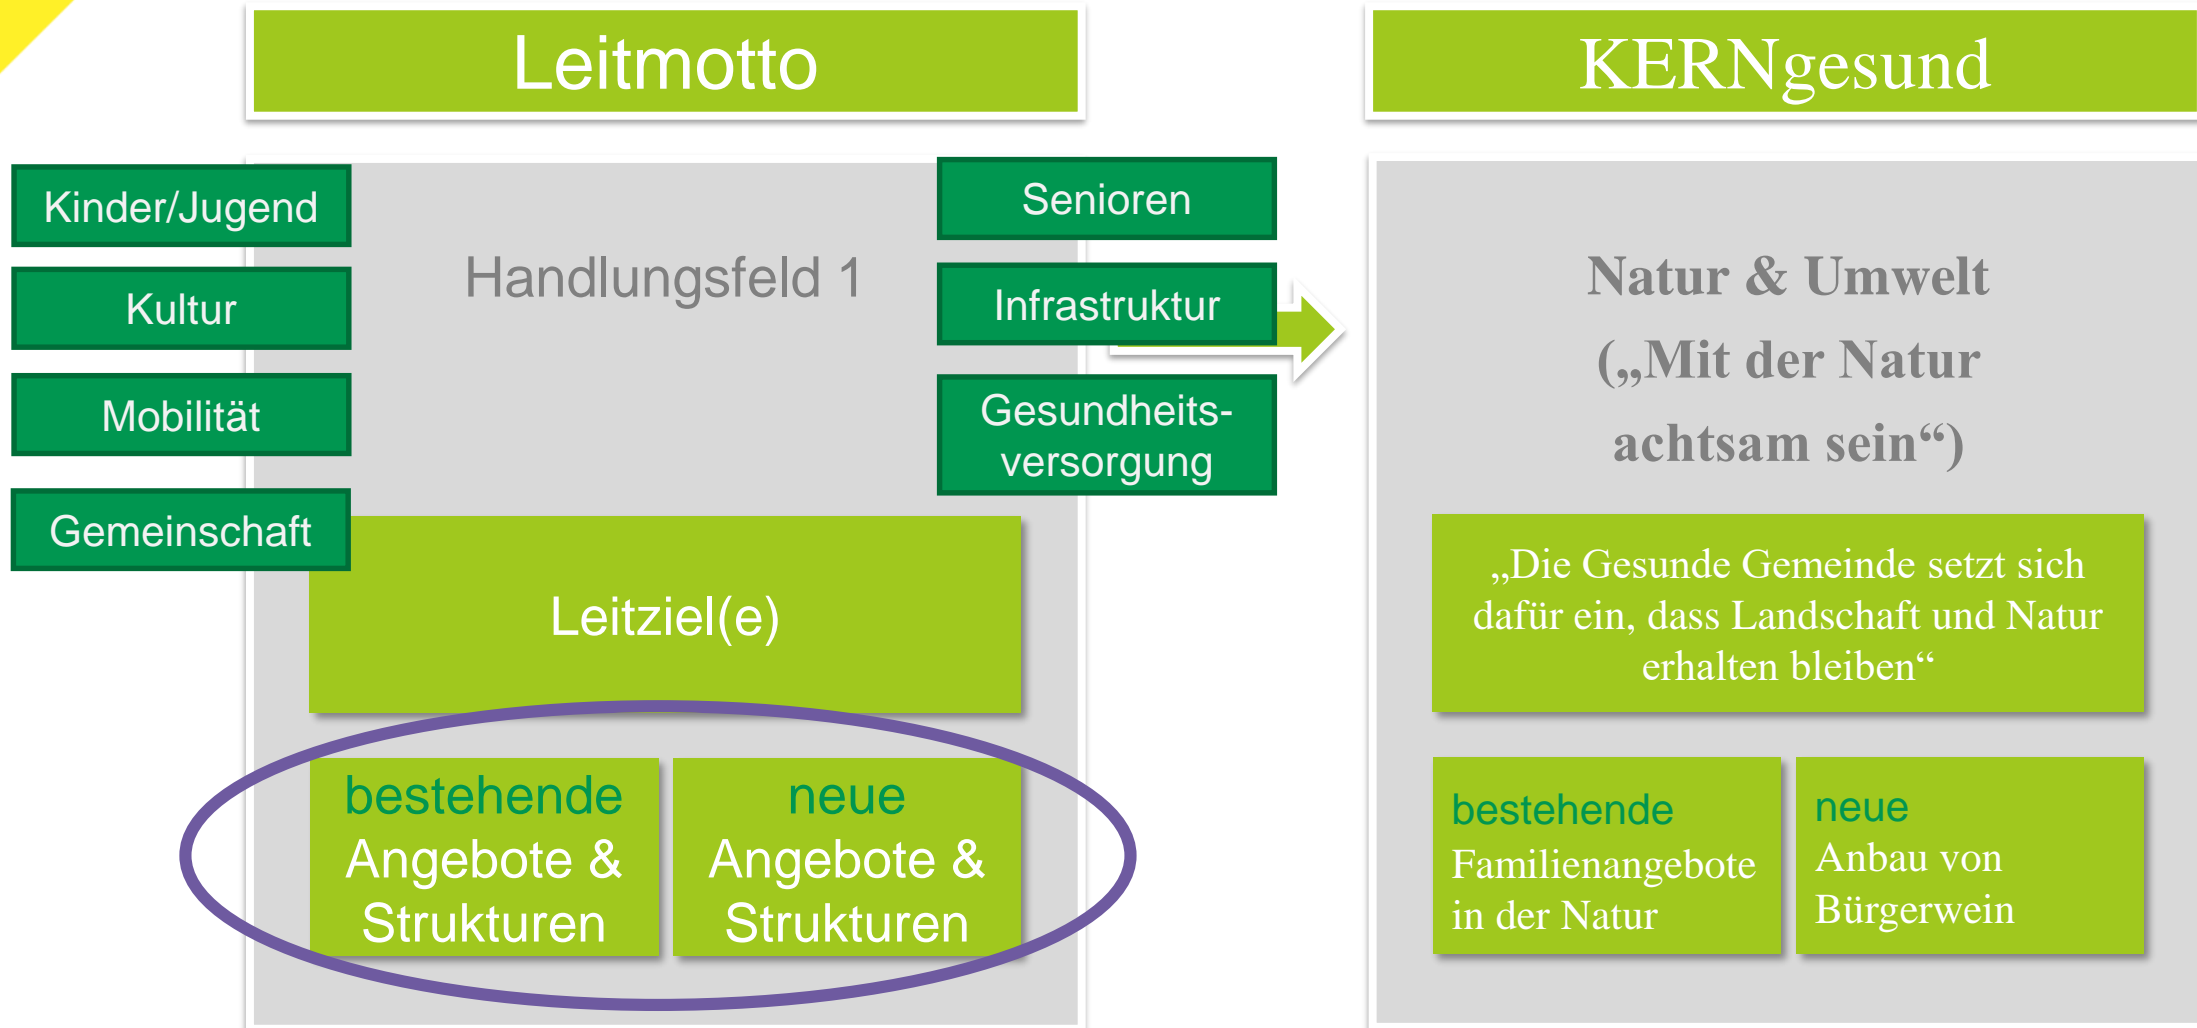 Leitmotto
KERNgesund
Kinder/Jugend
Kultur
Mobilität
Gemeinschaft
Handlungsfeld 1
Senioren
Infrastruktur
Gesundheits-
versorgung
Leitziel(e)
bestehende
Angebote &
Strukturen
neue
Angebote &
Strukturen
Natur & Umwelt
(„Mit der Natur
achtsam sein“)
„Die Gesunde Gemeinde setzt sich
dafür ein, dass Landschaft und Natur
erhalten bleiben“
bestehende
Familienangebote
in der Natur
neue
Anbau von
Bürgerwein